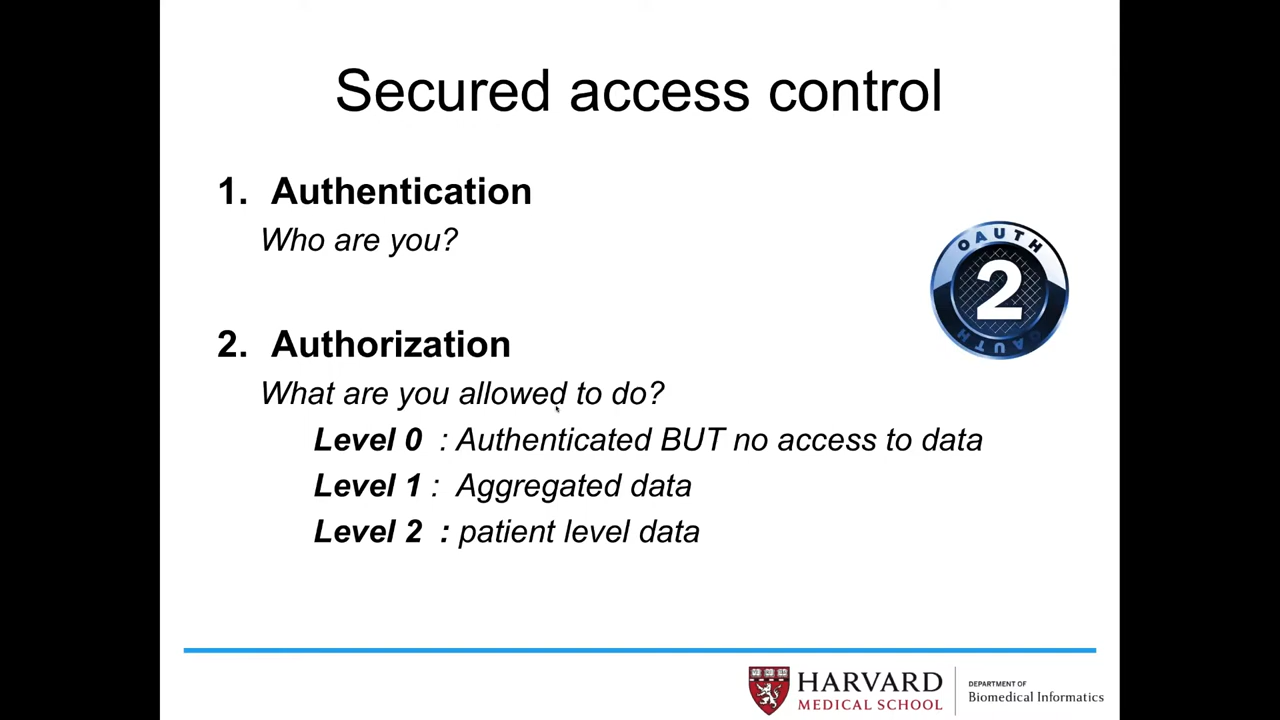 Secured access control
1. Authentication
Who are you?
OAUTH
2
OAUTH
2. Authorization
What are you allowed to do?
Level 0 : Authenticated BUT no access to data
Level 1 : Aggregated data
Level 2 : patient level data
HARVARD
MEDICAL SCHOOL
DEPARTMENT OF
Biomedical Informatics